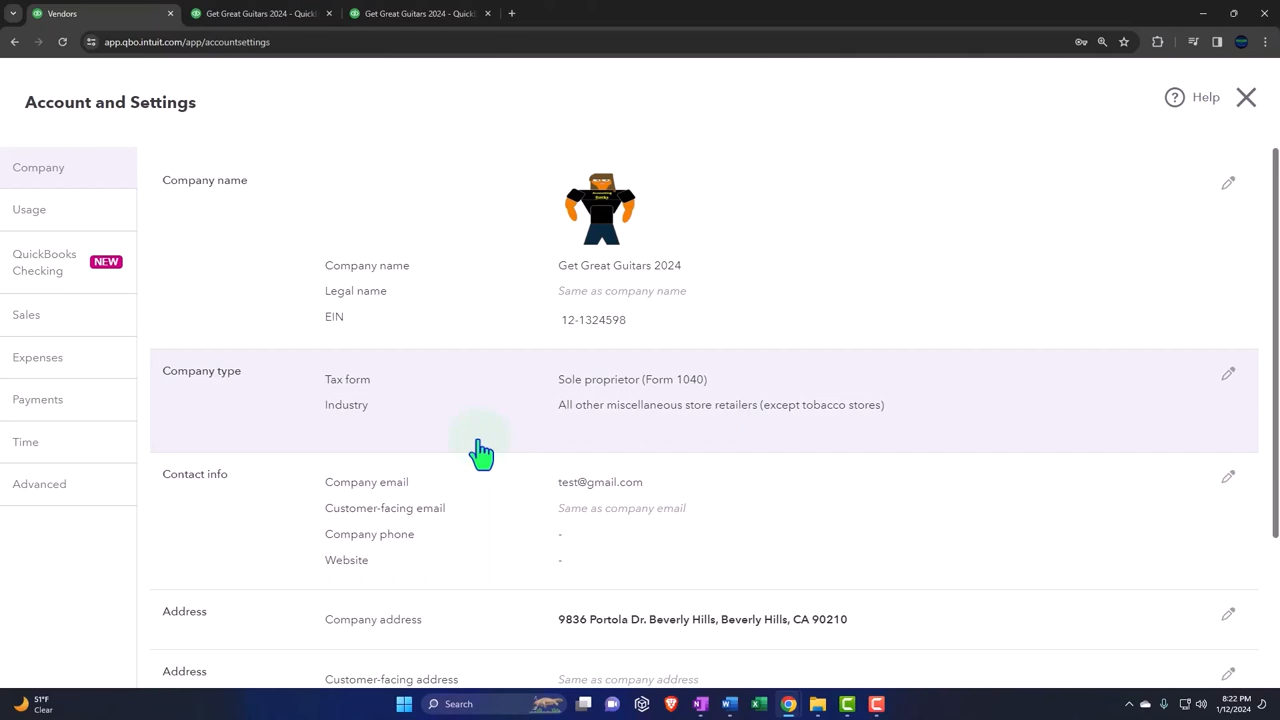 Vendors
Get Great Guitars 2024 - Quick
Get Great Guitars 2024 - Quick
app.qbo.intuit.com/app/accountsettings
Account and Settings
Help
Company
Usage
QuickBooks Checking NEW
Sales
Expenses
Payments
Time
Advanced
Company name
Company name Get Great Guitars 2024
Legal name Same as company name
EIN 12-1324598
Company type
Tax form Sole proprietor (Form 1040)
Industry All other miscellaneous store retailers (except tobacco stores)
Contact info
Company email test@gmail.com
Customer-facing email Same as company email
Company phone -
Website -
Address
Company address 9836 Portola Dr. Beverly Hills, Beverly Hills, CA 90210
Address
Customer-facing address Same as company address
51°F
Clear
Search
8:22 PM
1/12/2024